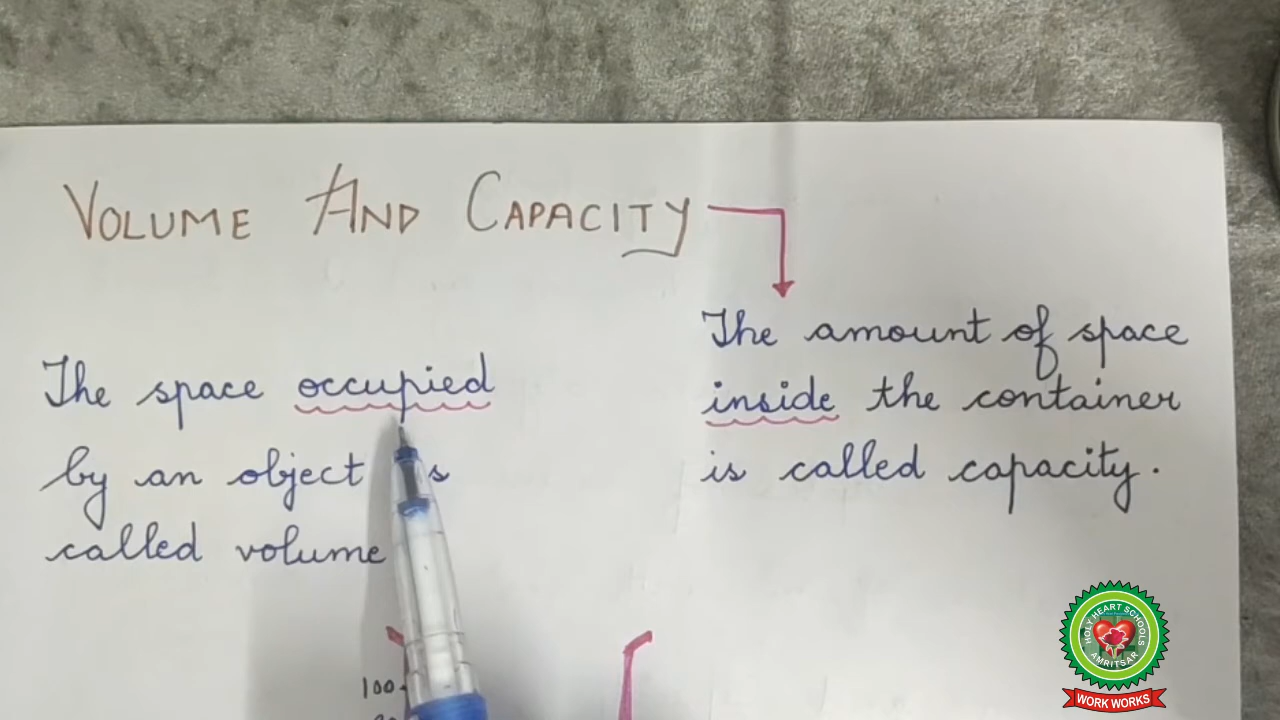 VOLUME AND CAPACITY
The space occupied
by an object s
called volume
The amount of space
inside the container
is called capacity.
100
HOLY HEART SCHOOLS
AMRITSAR
WORK WORKS